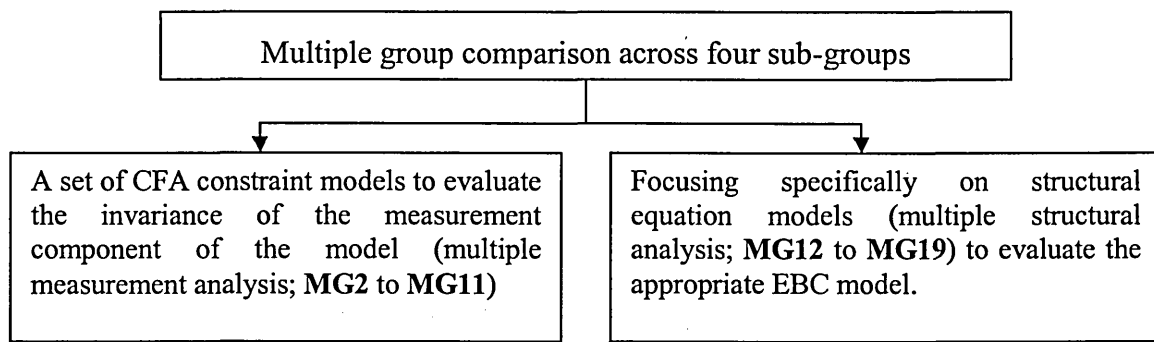 Multiple group comparison across four sub-groups
A set of CFA constraint models to evaluate
the invariance of the measurement
component of the model (multiple
measurement analysis; MG2 to MG11)
Focusing specifically on structural
equation models (multiple structural
analysis; MG12 to MG19) to evaluate the
appropriate EBC model.